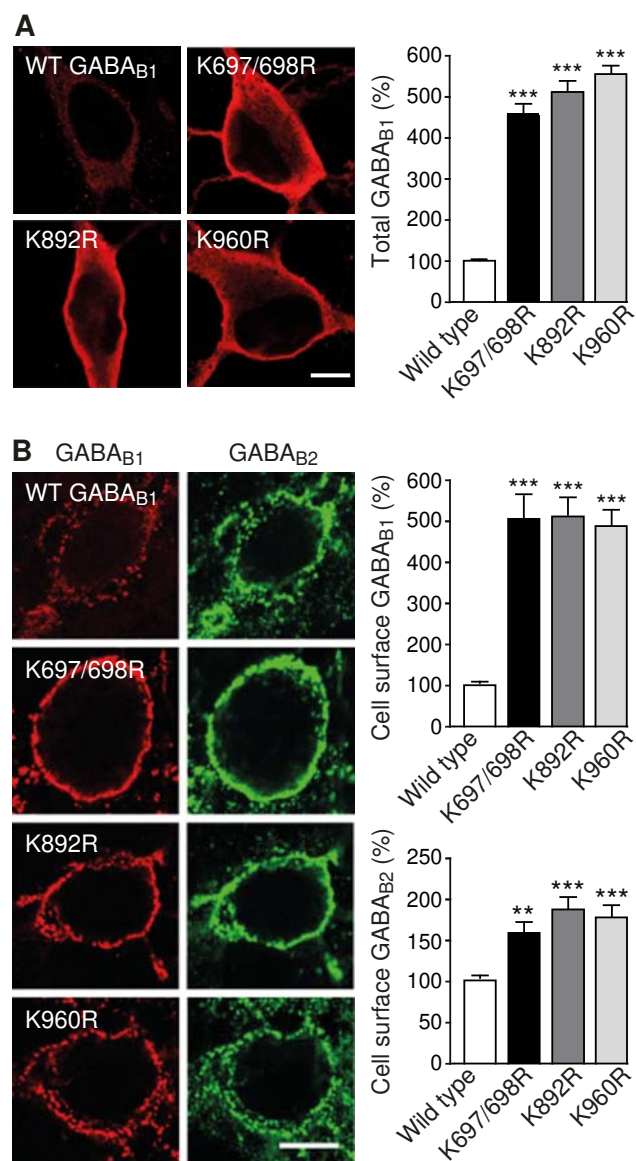 A
WT GABAB1
K697/698R
K892R
K960R
Total GABAB1 (%)
600
500
400
300
200
100
0
***
***
***
Wild type
K697/698R
K892R
K960R
B
GABAB1
GABAB2
WT GABAB1
K697/698R
K892R
K960R
Cell surface GABAB1 (%)
600
500
400
300
200
100
0
***
***
***
Wild type
K697/698R
K892R
K960R
Cell surface GABAB2 (%)
250
200
150
100
50
0
**
***
***
Wild type
K697/698R
K892R
K960R